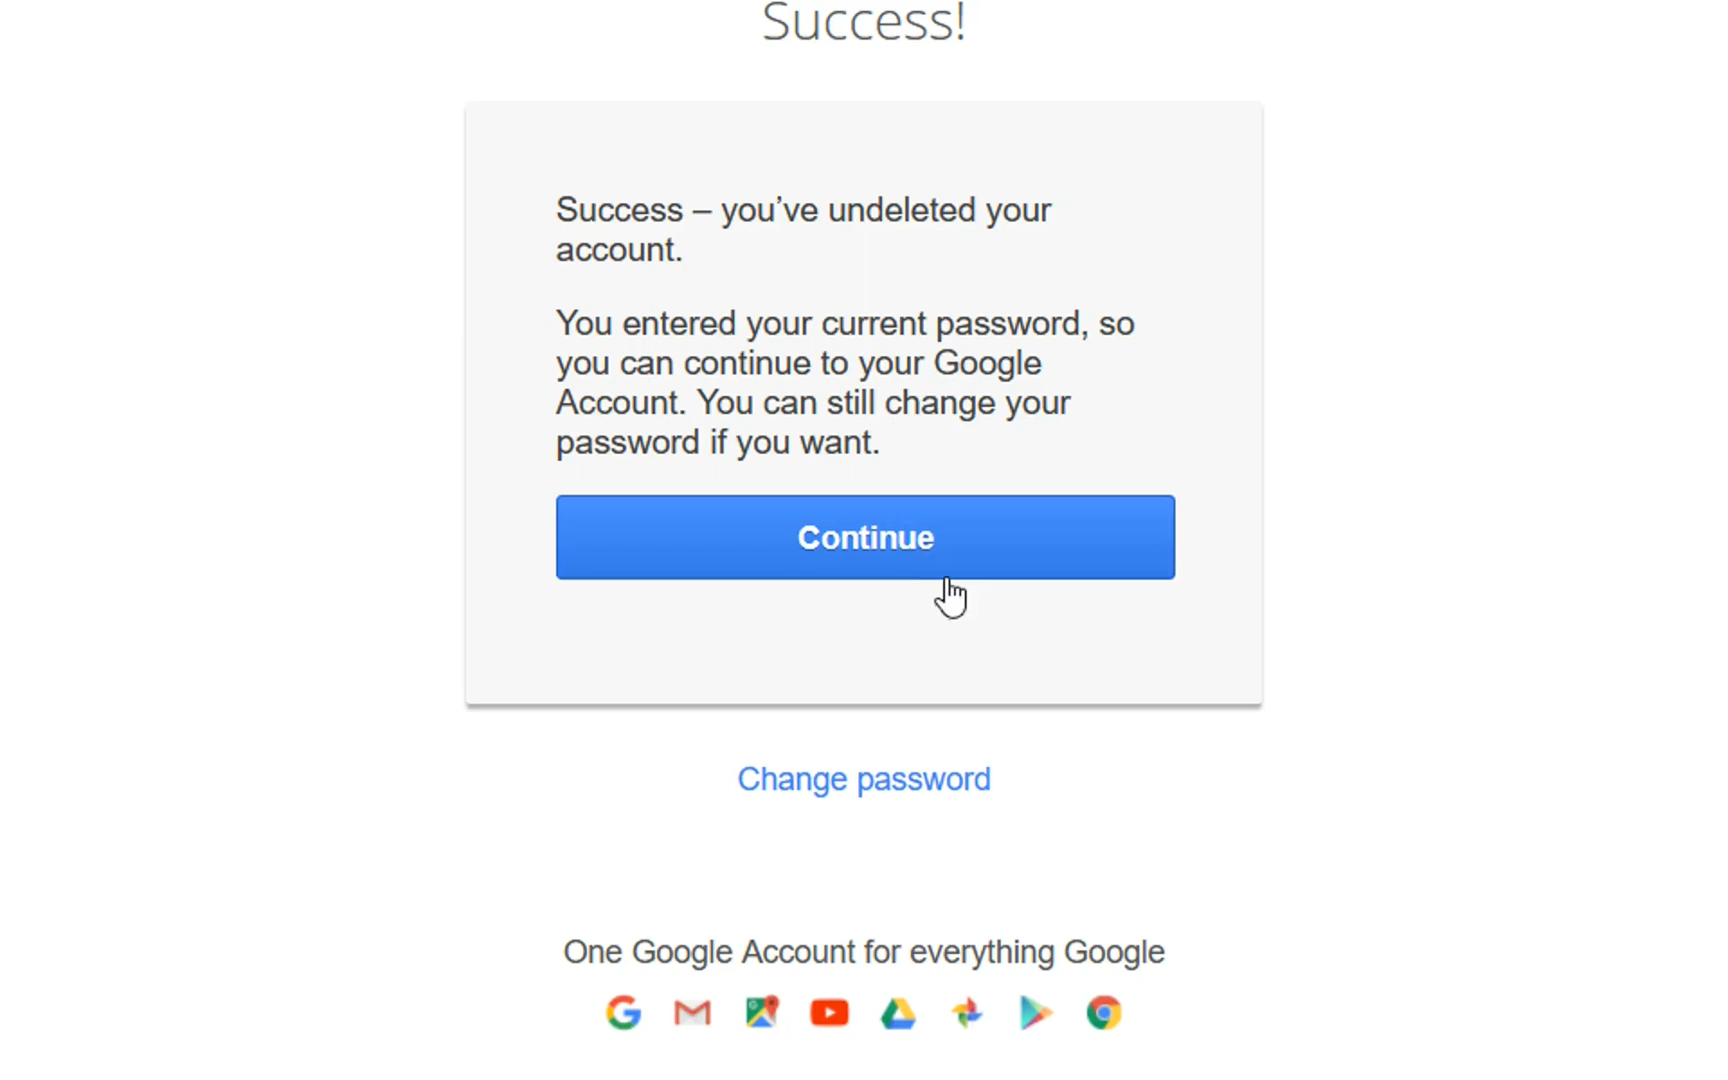 Success!
Success – you’ve undeleted your
account.
You entered your current password, so
you can continue to your Google
Account. You can still change your
password if you want.
Continue
Change password
One Google Account for everything Google